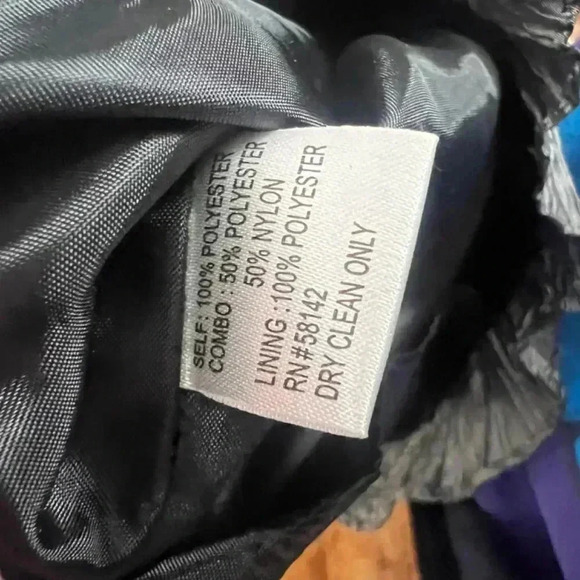 SELF: 100% POLYESTER
COMBO : 50% POLYESTER
50% NYLON
LINING :100% POLYESTER
RN#58142
DRY CLEAN ONLY